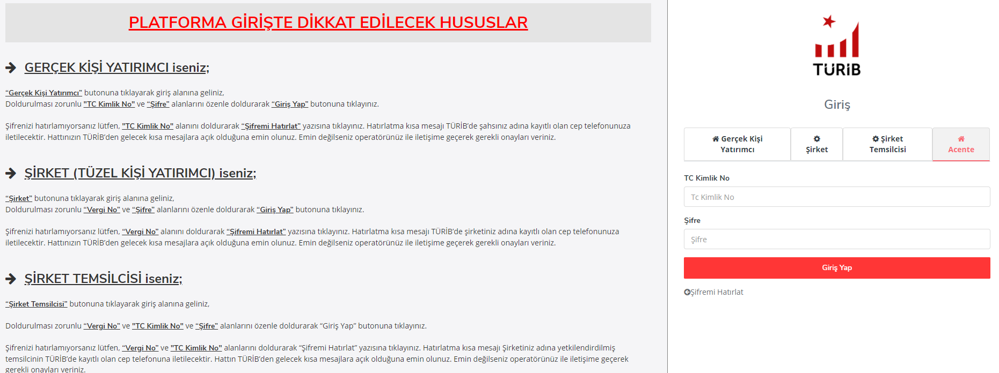 PLATFORMA GİRİŞTE DİKKAT EDİLECEK HUSUSLAR
GERÇEK KİŞİ YATIRIMCI iseniz;
“Gerçek Kişi Yatırımcı” butonuna tıklayarak giriş alanına geliniz,
Doldurulması zorunlu "TC Kimlik No" ve “Şifre” alanlarını özenle doldurarak “Giriş Yap” butonuna tıklayınız.
Şifrenizi hatırlamıyorsanız lütfen, "TC Kimlik No" alanını doldurarak “Şifremi Hatırlat” yazısına tıklayınız. Hatırlatma kısa mesajı TÜRİB’de şahsınız adına kayıtlı olan cep telefonunuza
iletilecektir. Hattınızın TÜRİB’den gelecek kısa mesajlara açık olduğuna emin olunuz. Emin değilseniz operatörünüz ile iletişime geçerek gerekli onayları veriniz.
ŞİRKET (TÜZEL KİŞİ YATIRIMCI) iseniz;
“Şirket” butonuna tıklayarak giriş alanına geliniz,
Doldurulması zorunlu “Vergi No” ve “Şifre” alanlarını özenle doldurarak “Giriş Yap” butonuna tıklayınız.
Şifrenizi hatırlamıyorsanız lütfen, “Vergi No” alanını doldurarak “Şifremi Hatırlat” yazısına tıklayınız. Hatırlatma kısa mesajı TÜRİB’de şirketiniz adına kayıtlı olan cep telefonunuza
iletilecektir. Hattınızın TÜRİB’den gelecek kısa mesajlara açık olduğuna emin olunuz. Emin değilseniz operatörünüz ile iletişime geçerek gerekli onayları veriniz.
ŞİRKET TEMSİLCİSİ iseniz;
“Şirket Temsilcisi” butonuna tıklayarak giriş alanına geliniz,
Doldurulması zorunlu “Vergi No” ve "TC Kimlik No" ve “Şifre” alanlarını özenle doldurarak “Giriş Yap” butonuna tıklayınız.
Şifrenizi hatırlamıyorsanız lütfen, “Vergi No” ve "TC Kimlik No" alanlarını doldurarak “Şifremi Hatırlat” yazısına tıklayınız. Hatırlatma kısa mesajı Şirketiniz adına yetkilendirdilmiş
temsilcinin TÜRİB’de kayıtlı olan cep telefonuna iletilecektir. Hattın TÜRİB’den gelecek kısa mesajlara açık olduğuna emin olunuz. Emin değilseniz operatörünüz ile iletişime geçerek
gerekli onayları veriniz.
TÜRİB
Giriş
Gerçek Kişi
Yatırımcı
Şirket
Şirket
Temsilcisi
Acente
TC Kimlik No
Tc Kimlik No
Şifre
Şifre
Giriş Yap
Şifremi Hatırlat